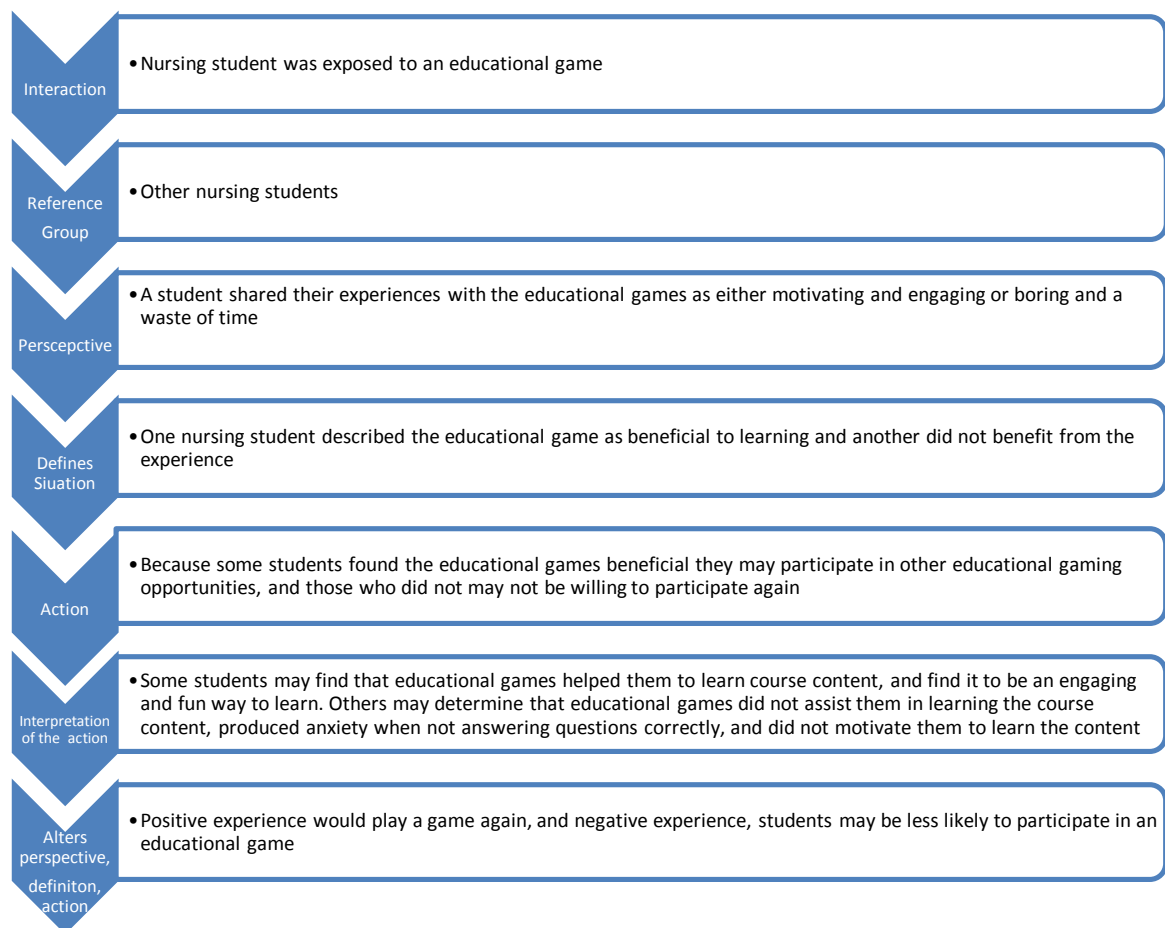 Interaction
•Nursing student was exposed to an educational game
Reference
Group
•Other nursing students
Perscepctive
•A student shared their experiences with the educational games as either motivating and engaging or boring and a
waste of time
Defines
Siuation
•One nursing student described the educational game as beneficial to learning and another did not benefit from the
experience
Action
•Because some students found the educational games beneficial they may participate in other educational gaming
opportunities, and those who did not may not be willing to participate again
Interpretation
of the action
•Some students may find that educational games helped them to learn course content, and find it to be an engaging
and fun way to learn. Others may determine that educational games did not assist them in learning the course
content, produced anxiety when not answering questions correctly, and did not motivate them to learn the content
Alters
perspective,
definiton,
action
•Positive experience would play a game again, and negative experience, students may be less likely to participate in an
educational game